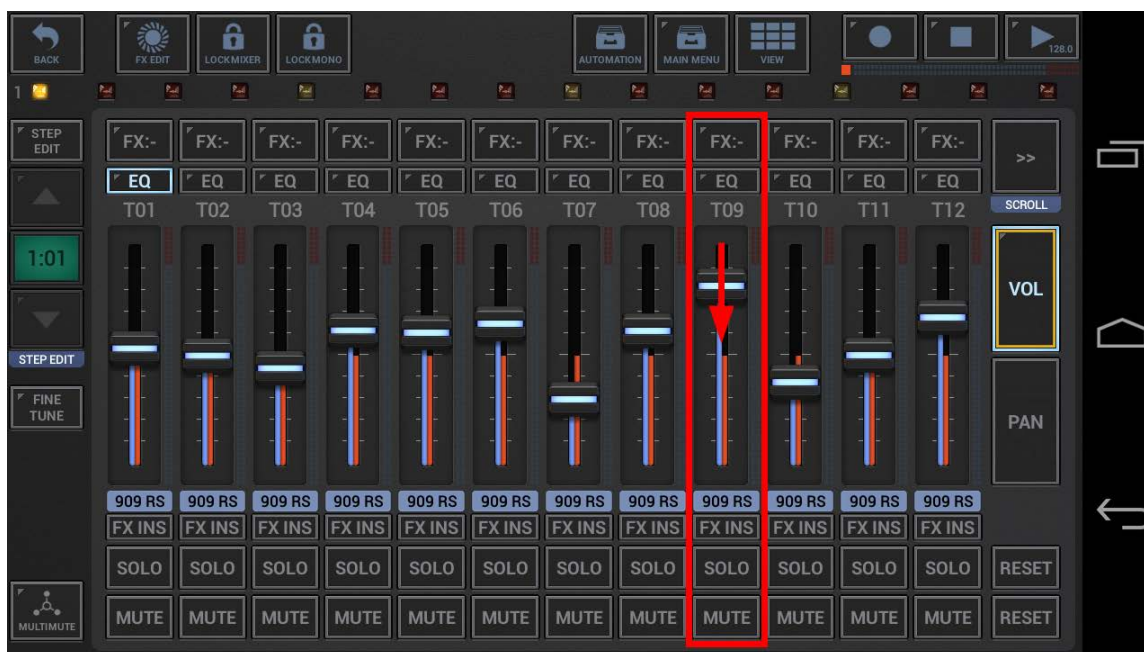 BACK
FX EDIT
LOCK MIXER
LOCK MONO
AUTOMATION
MAIN MENU
VIEW
128.0
1
STEP EDIT
FX:- FX:- FX:- FX:- FX:- FX:- FX:- FX:- FX:- FX:- FX:- FX:-
>>
EQ EQ EQ EQ EQ EQ EQ EQ EQ EQ EQ EQ
T01 T02 T03 T04 T05 T06 T07 T08 T09 T10 T11 T12
SCROLL
1:01
VOL
STEP EDIT
FINE TUNE
PAN
909 RS 909 RS 909 RS 909 RS 909 RS 909 RS 909 RS 909 RS 909 RS 909 RS 909 RS 909 RS
FX INS FX INS FX INS FX INS FX INS FX INS FX INS FX INS FX INS FX INS FX INS FX INS
SOLO SOLO SOLO SOLO SOLO SOLO SOLO SOLO SOLO SOLO SOLO SOLO RESET
MULTIMUTE
MUTE MUTE MUTE MUTE MUTE MUTE MUTE MUTE MUTE MUTE MUTE MUTE RESET